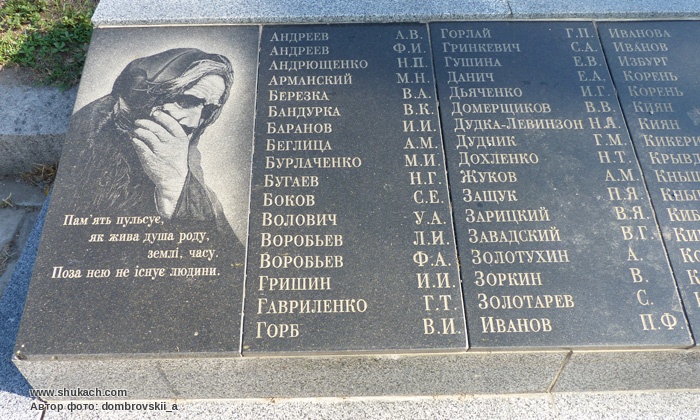 Пам'ять пульсує,
як жива душа роду,
землі, часу.
Поза нею не існує людини.
АНДРЕЕВ А.В.
АНДРЕЕВ Ф.И.
АНДРЮЩЕНКО Н.П.
АРМАНСКИЙ М.Н.
БЕРЕЗКА В.А.
БАНДУРКА В.К.
БАРАНОВ И.И.
БЕГЛИЦА А.М.
БУРЛАЧЕНКО М.И.
БУГАЕВ Н.Г.
БОКОВ С.Е.
ВОЛОВИЧ У.А.
ВОРОБЬЕВ Л.И.
ВОРОБЬЕВ Ф.А.
ГРИШИН И.И.
ГАВРИЛЕНКО Г.Т.
ГОРБ В.И.
ГОРЛАЙ Г.П.
ГРИНКЕВИЧ С.А.
ГУШИНА Е.В.
ДАНИЧ Е.А.
ДЬЯЧЕНКО И.Г.
ДОМЕРЩИКОВ В.В.
ДУДКА-ЛЕВИНЗОН Н.А.
ДУДНИК Г.М.
ДОХЛЕНКО Н.Т.
ЖУКОВ А.М.
ЗАЩУК П.Я.
ЗАРИЦКИЙ В.Я.
ЗАВАДСКИЙ В.Г.
ЗОЛОТУХИН А.
ЗОРКИН В.
ЗОЛОТАРЕВ С.
ИВАНОВ П.Ф.
ИВАНОВА
ИВАНОВ
ИЗБУРГ
КОРЕНЬ
КОРЕНЬ
КИЯН
КИЯН
www.shukach.com
Автор фото: dombrovskii_a